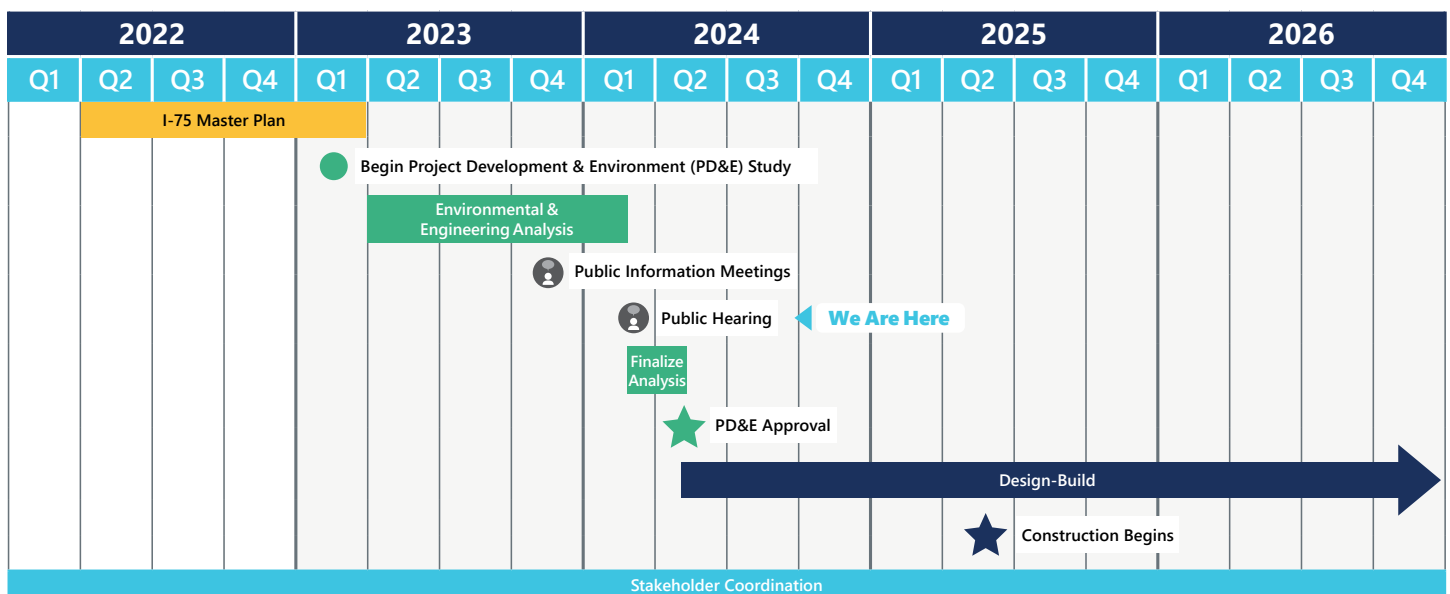 2022 2023 2024 2025 2026
Q1 Q2 Q3 Q4 Q1 Q2 Q3 Q4 Q1 Q2 Q3 Q4 Q1 Q2 Q3 Q4 Q1 Q2 Q3 Q4
I-75 Master Plan
Begin Project Development & Environment (PD&E) Study
Environmental &
Engineering Analysis
Public Information Meetings
Public Hearing
We Are Here
Finalize
Analysis
PD&E Approval
Design-Build
Construction Begins
Stakeholder Coordination